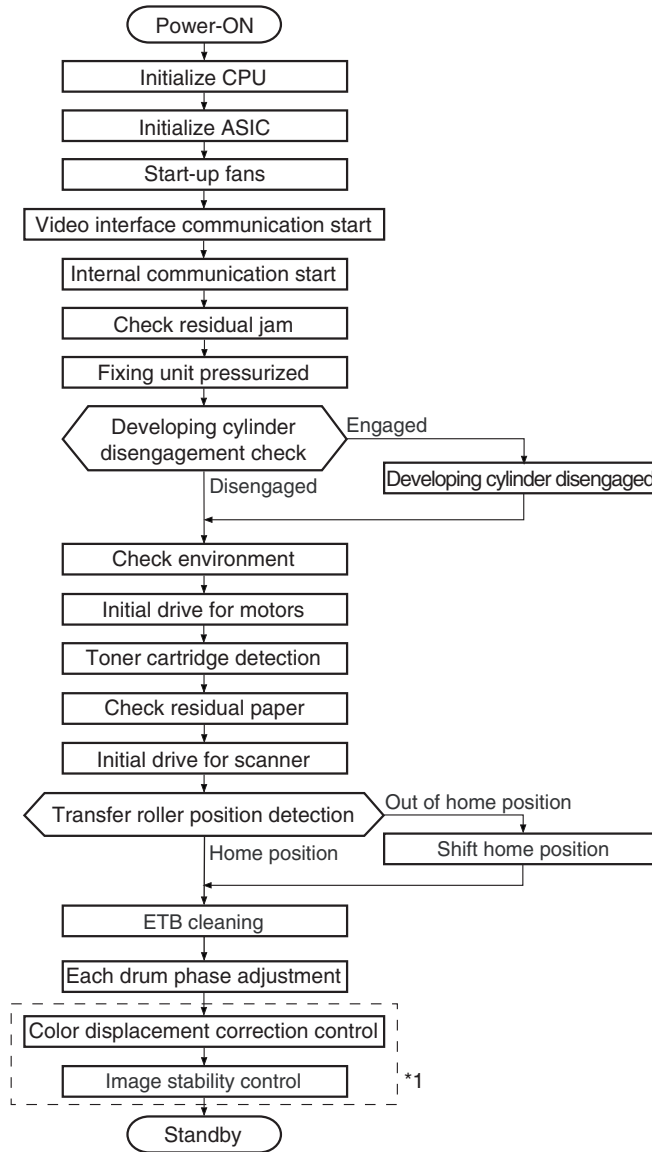 Power-ON
Initialize CPU
Initialize ASIC
Start-up fans
Video interface communication start
Internal communication start
Check residual jam
Fixing unit pressurized
Developing cylinder
disengagement check
Engaged
Developing cylinder disengaged
Disengaged
Check environment
Initial drive for motors
Toner cartridge detection
Check residual paper
Initial drive for scanner
Transfer roller position detection
Out of home position
Shift home position
Home position
ETB cleaning
Each drum phase adjustment
Color displacement correction control
Image stability control
*1
Standby